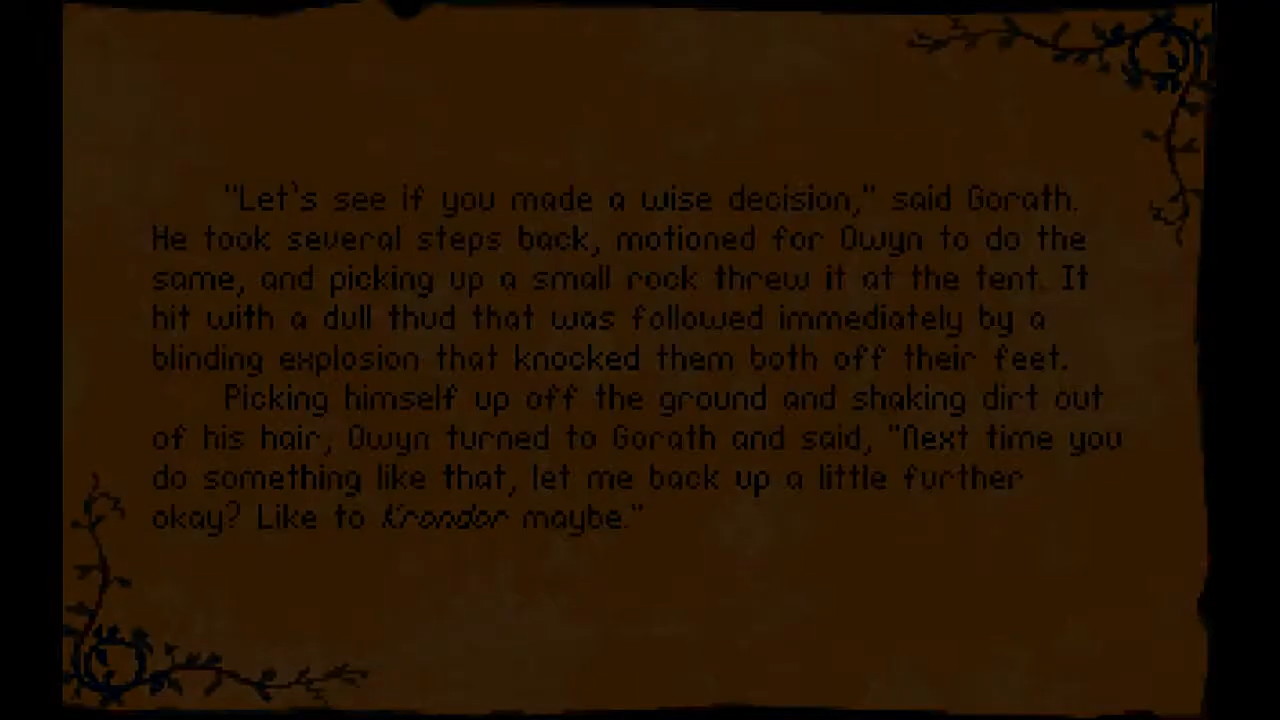 "Let's see if you made a wise decision," said Gorath.
He took several steps back, motioned for Owyn to do the
same, and picking up a small rock threw it at the tent. It
hit with a dull thud that was followed immediately by a
blinding explosion that knocked them both off their feet.
Picking himself up off the ground and shaking dirt out
of his hair, Owyn turned to Gorath and said, "Next time you
do something like that, let me back up a little further
okay? Like to Krondor maybe."